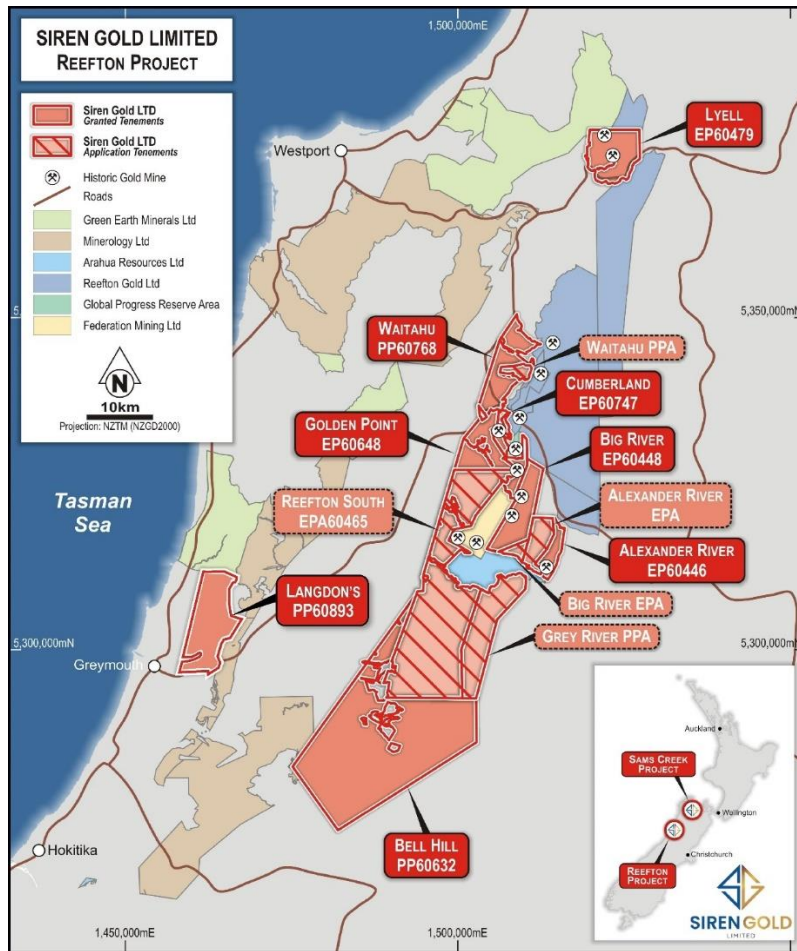 SIREN GOLD LIMITED
REEFTON PROJECT
Siren Gold LTD
Granted Tenements
Siren Gold LTD
Application Tenements
Historic Gold Mine
Roads
Green Earth Minerals Ltd
Minerology Ltd
Arahua Resources Ltd
Reefton Gold Ltd
Global Progress Reserve Area
Federation Mining Ltd
N
10km
Projection: NZTM (NZGD2000)
1,500,000mE
LYELL
EP60479
Westport
5,350,000mN
WAITAHU
PP60768
WAITAHU PPA
CUMBERLAND
EP60747
GOLDEN POINT
EP60648
BIG RIVER
EP60448
REEFTON SOUTH
EPA60465
ALEXANDER RIVER
EPA
Tasman
Sea
ALEXANDER RIVER
EP60446
LANGDON'S
PP60893
BIG RIVER EPA
GREY RIVER PPA
5,300,000mN
5,300,000mN
Greymouth
BELL HILL
PP60632
Hokitika
1,450,000mE
1,500,000mE
Auckland
SAMS CREEK
PROJECT
Wellington
Christchurch
REEFTON
PROJECT
SIREN GOLD
LIMITED